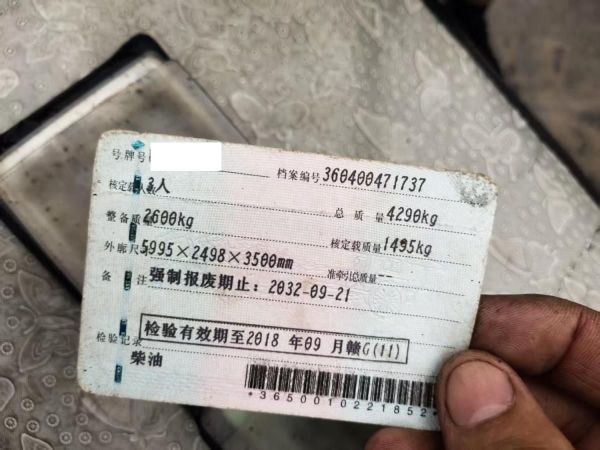 号牌号
档案编号 360400471737
核定载人数 3人
总 质 量 4290kg
整备质量 2600kg
核定载质量 1495kg
外廓尺寸 5995×2498×3500mm
准牵引总质量 --
备 注 强制报废期止：2032-09-21
检验记录
检验有效期至2018 年09 月赣G(11)
柴油
*3650010221852